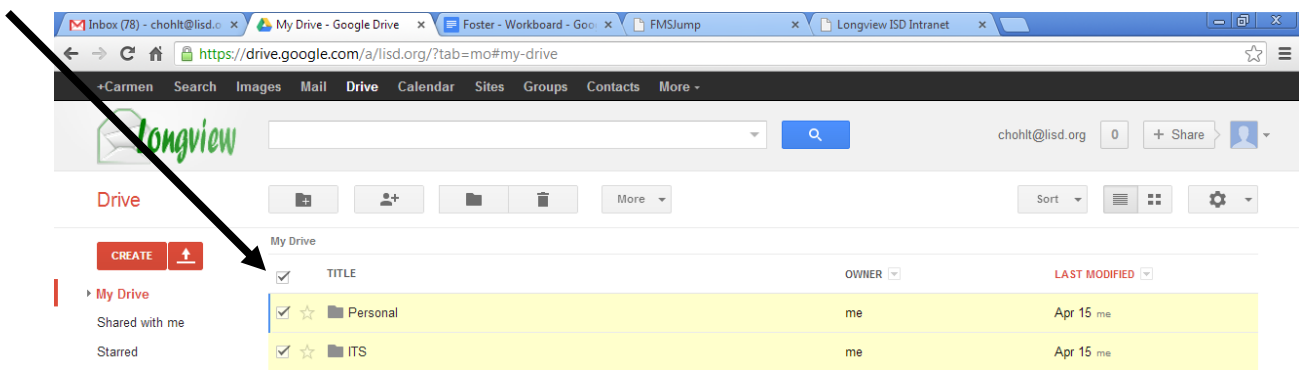 Inbox (78) - chohlt@lisd.o My Drive - Google Drive Foster - Workboard - Goo FMSJump Longview ISD Intranet
https://drive.google.com/a/lisd.org/?tab=mo#my-drive
+Carmen Search Images Mail Drive Calendar Sites Groups Contacts More
Longview chohlt@lisd.org 0 + Share
Drive More Sort
My Drive
CREATE TITLE OWNER LAST MODIFIED
My Drive Personal me Apr 15 me
Shared with me
Starred ITS me Apr 15 me